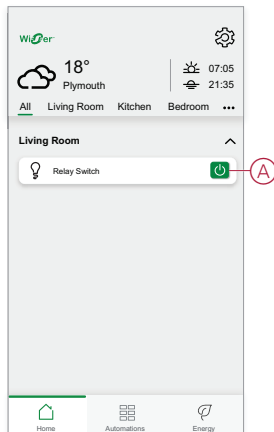 Wiser
18°
Plymouth
07:05
21:35
All Living Room Kitchen Bedroom •••
Living Room
Relay Switch
A
Home Automations Energy